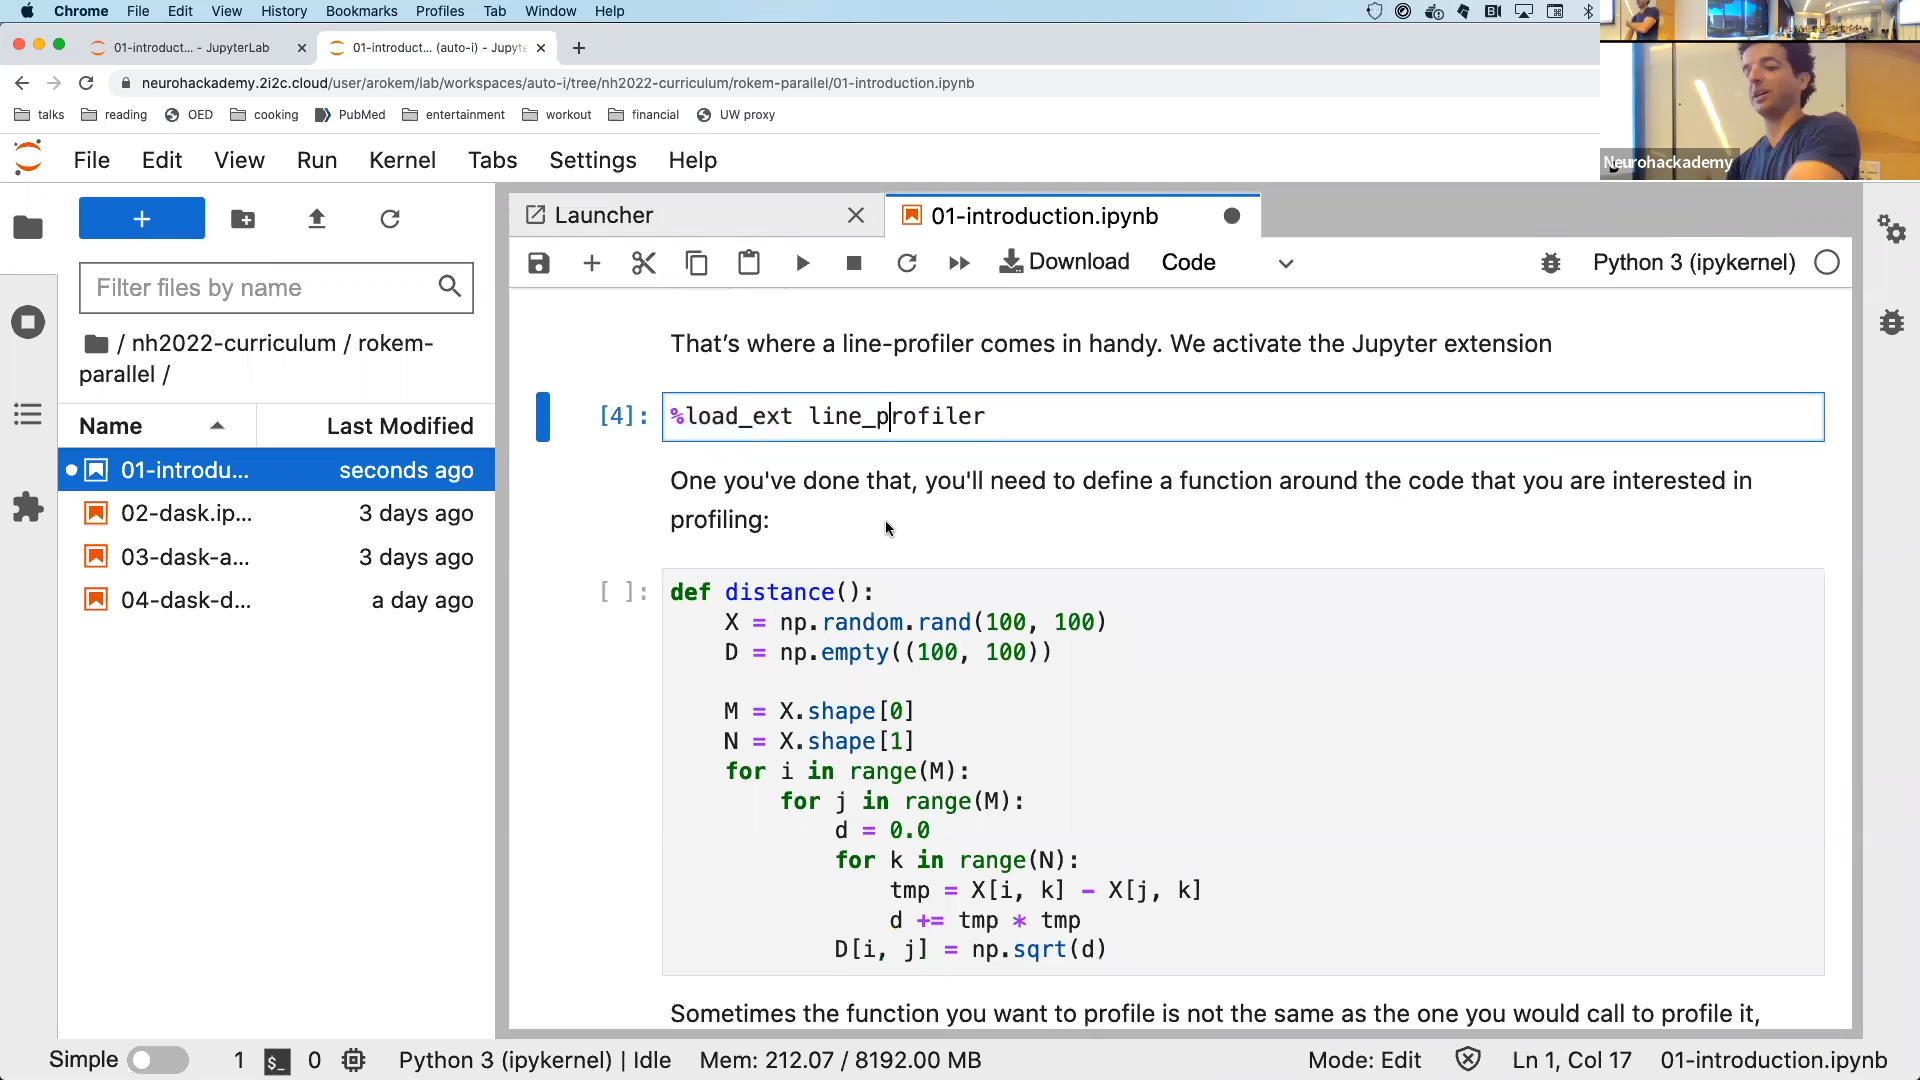 Chrome File Edit View History Bookmarks Profiles Tab Window Help
01-introduct... - JupyterLab
01-introduct... (auto-i) - Jupyte
neurohackademy.2i2c.cloud/user/arokem/lab/workspaces/auto-i/tree/nh2022-curriculum/rokem-parallel/01-introduction.ipynb
talks reading OED cooking PubMed entertainment workout financial UW proxy
Neurohackademy
File Edit View Run Kernel Tabs Settings Help
Launcher
01-introduction.ipynb
Download Code Python 3 (ipykernel)
Filter files by name
/ nh2022-curriculum / rokem-
parallel /
Name Last Modified
01-introdu... seconds ago
02-dask.ip... 3 days ago
03-dask-a... 3 days ago
04-dask-d... a day ago
That's where a line-profiler comes in handy. We activate the Jupyter extension
[4]: %load_ext line_profiler
One you've done that, you'll need to define a function around the code that you are interested in
profiling:
[ ]: def distance():
X = np.random.rand(100, 100)
D = np.empty((100, 100))
M = X.shape[0]
N = X.shape[1]
for i in range(M):
for j in range(M):
d = 0.0
for k in range(N):
tmp = X[i, k] - X[j, k]
d += tmp * tmp
D[i, j] = np.sqrt(d)
Sometimes the function you want to profile is not the same as the one you would call to profile it,
Simple 1 $_ 0 Python 3 (ipykernel) | Idle Mem: 212.07 / 8192.00 MB Mode: Edit Ln 1, Col 17 01-introduction.ipynb